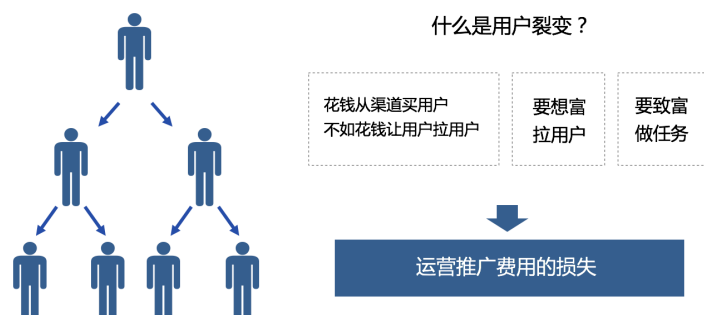 什么是用户裂变？
花钱从渠道买用户
不如花钱让用户拉用户
要想富
拉用户
要致富
做任务
运营推广费用的损失